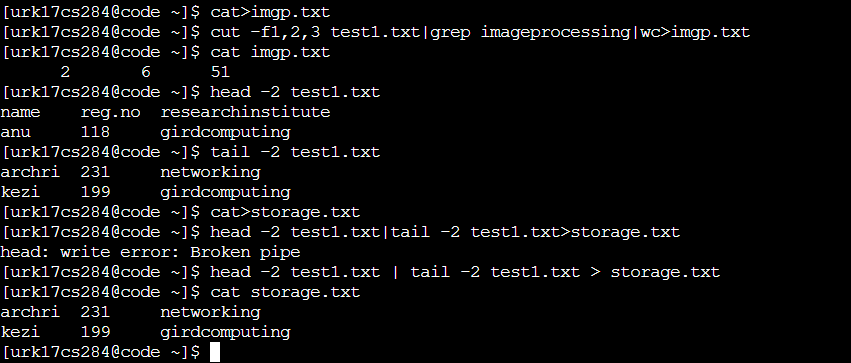 [urk17cs284@code ~]$ cat>imgp.txt
[urk17cs284@code ~]$ cut -f1,2,3 test1.txt|grep imageprocessing|wc>imgp.txt
[urk17cs284@code ~]$ cat imgp.txt
      2       6      51
[urk17cs284@code ~]$ head -2 test1.txt
name    reg.no  researchinstitute
anu     118     girdcomputing
[urk17cs284@code ~]$ tail -2 test1.txt
archri  231     networking
kezi    199     girdcomputing
[urk17cs284@code ~]$ cat>storage.txt
[urk17cs284@code ~]$ head -2 test1.txt|tail -2 test1.txt>storage.txt
head: write error: Broken pipe
[urk17cs284@code ~]$ head -2 test1.txt | tail -2 test1.txt > storage.txt
[urk17cs284@code ~]$ cat storage.txt
archri  231     networking
kezi    199     girdcomputing
[urk17cs284@code ~]$